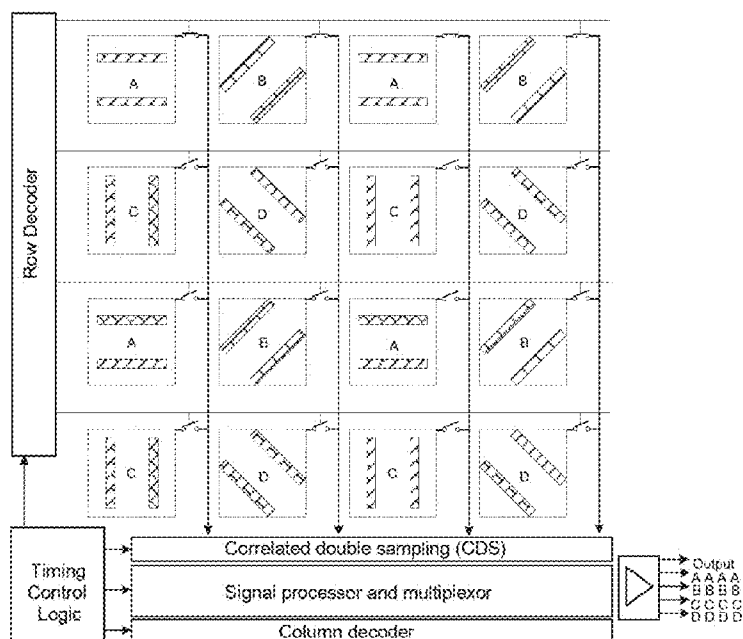 A B A B
Row Decoder
C D C D
A B A B
C D C D
Timing
Control
Logic
Correlated double sampling (CDS)
Signal processor and multiplexor
Column decoder
Output
A A A A
B B B B
C C C C
D D D D